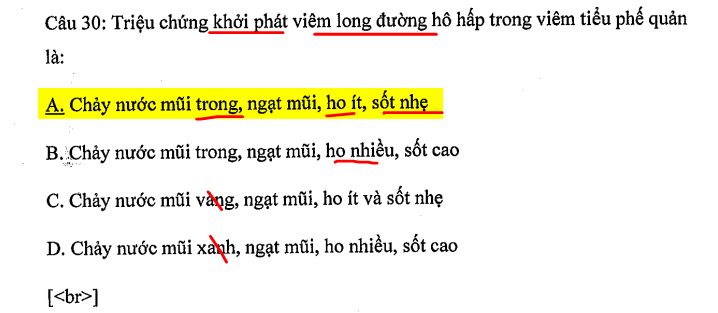 Câu 30: Triệu chứng khởi phát viêm long đường hô hấp trong viêm tiểu phế quản
là:
A. Chảy nước mũi trong, ngạt mũi, ho ít, sốt nhẹ
B. Chảy nước mũi trong, ngạt mũi, ho nhiều, sốt cao
C. Chảy nước mũi vàng, ngạt mũi, ho ít và sốt nhẹ
D. Chảy nước mũi xanh, ngạt mũi, ho nhiều, sốt cao
[<br>]